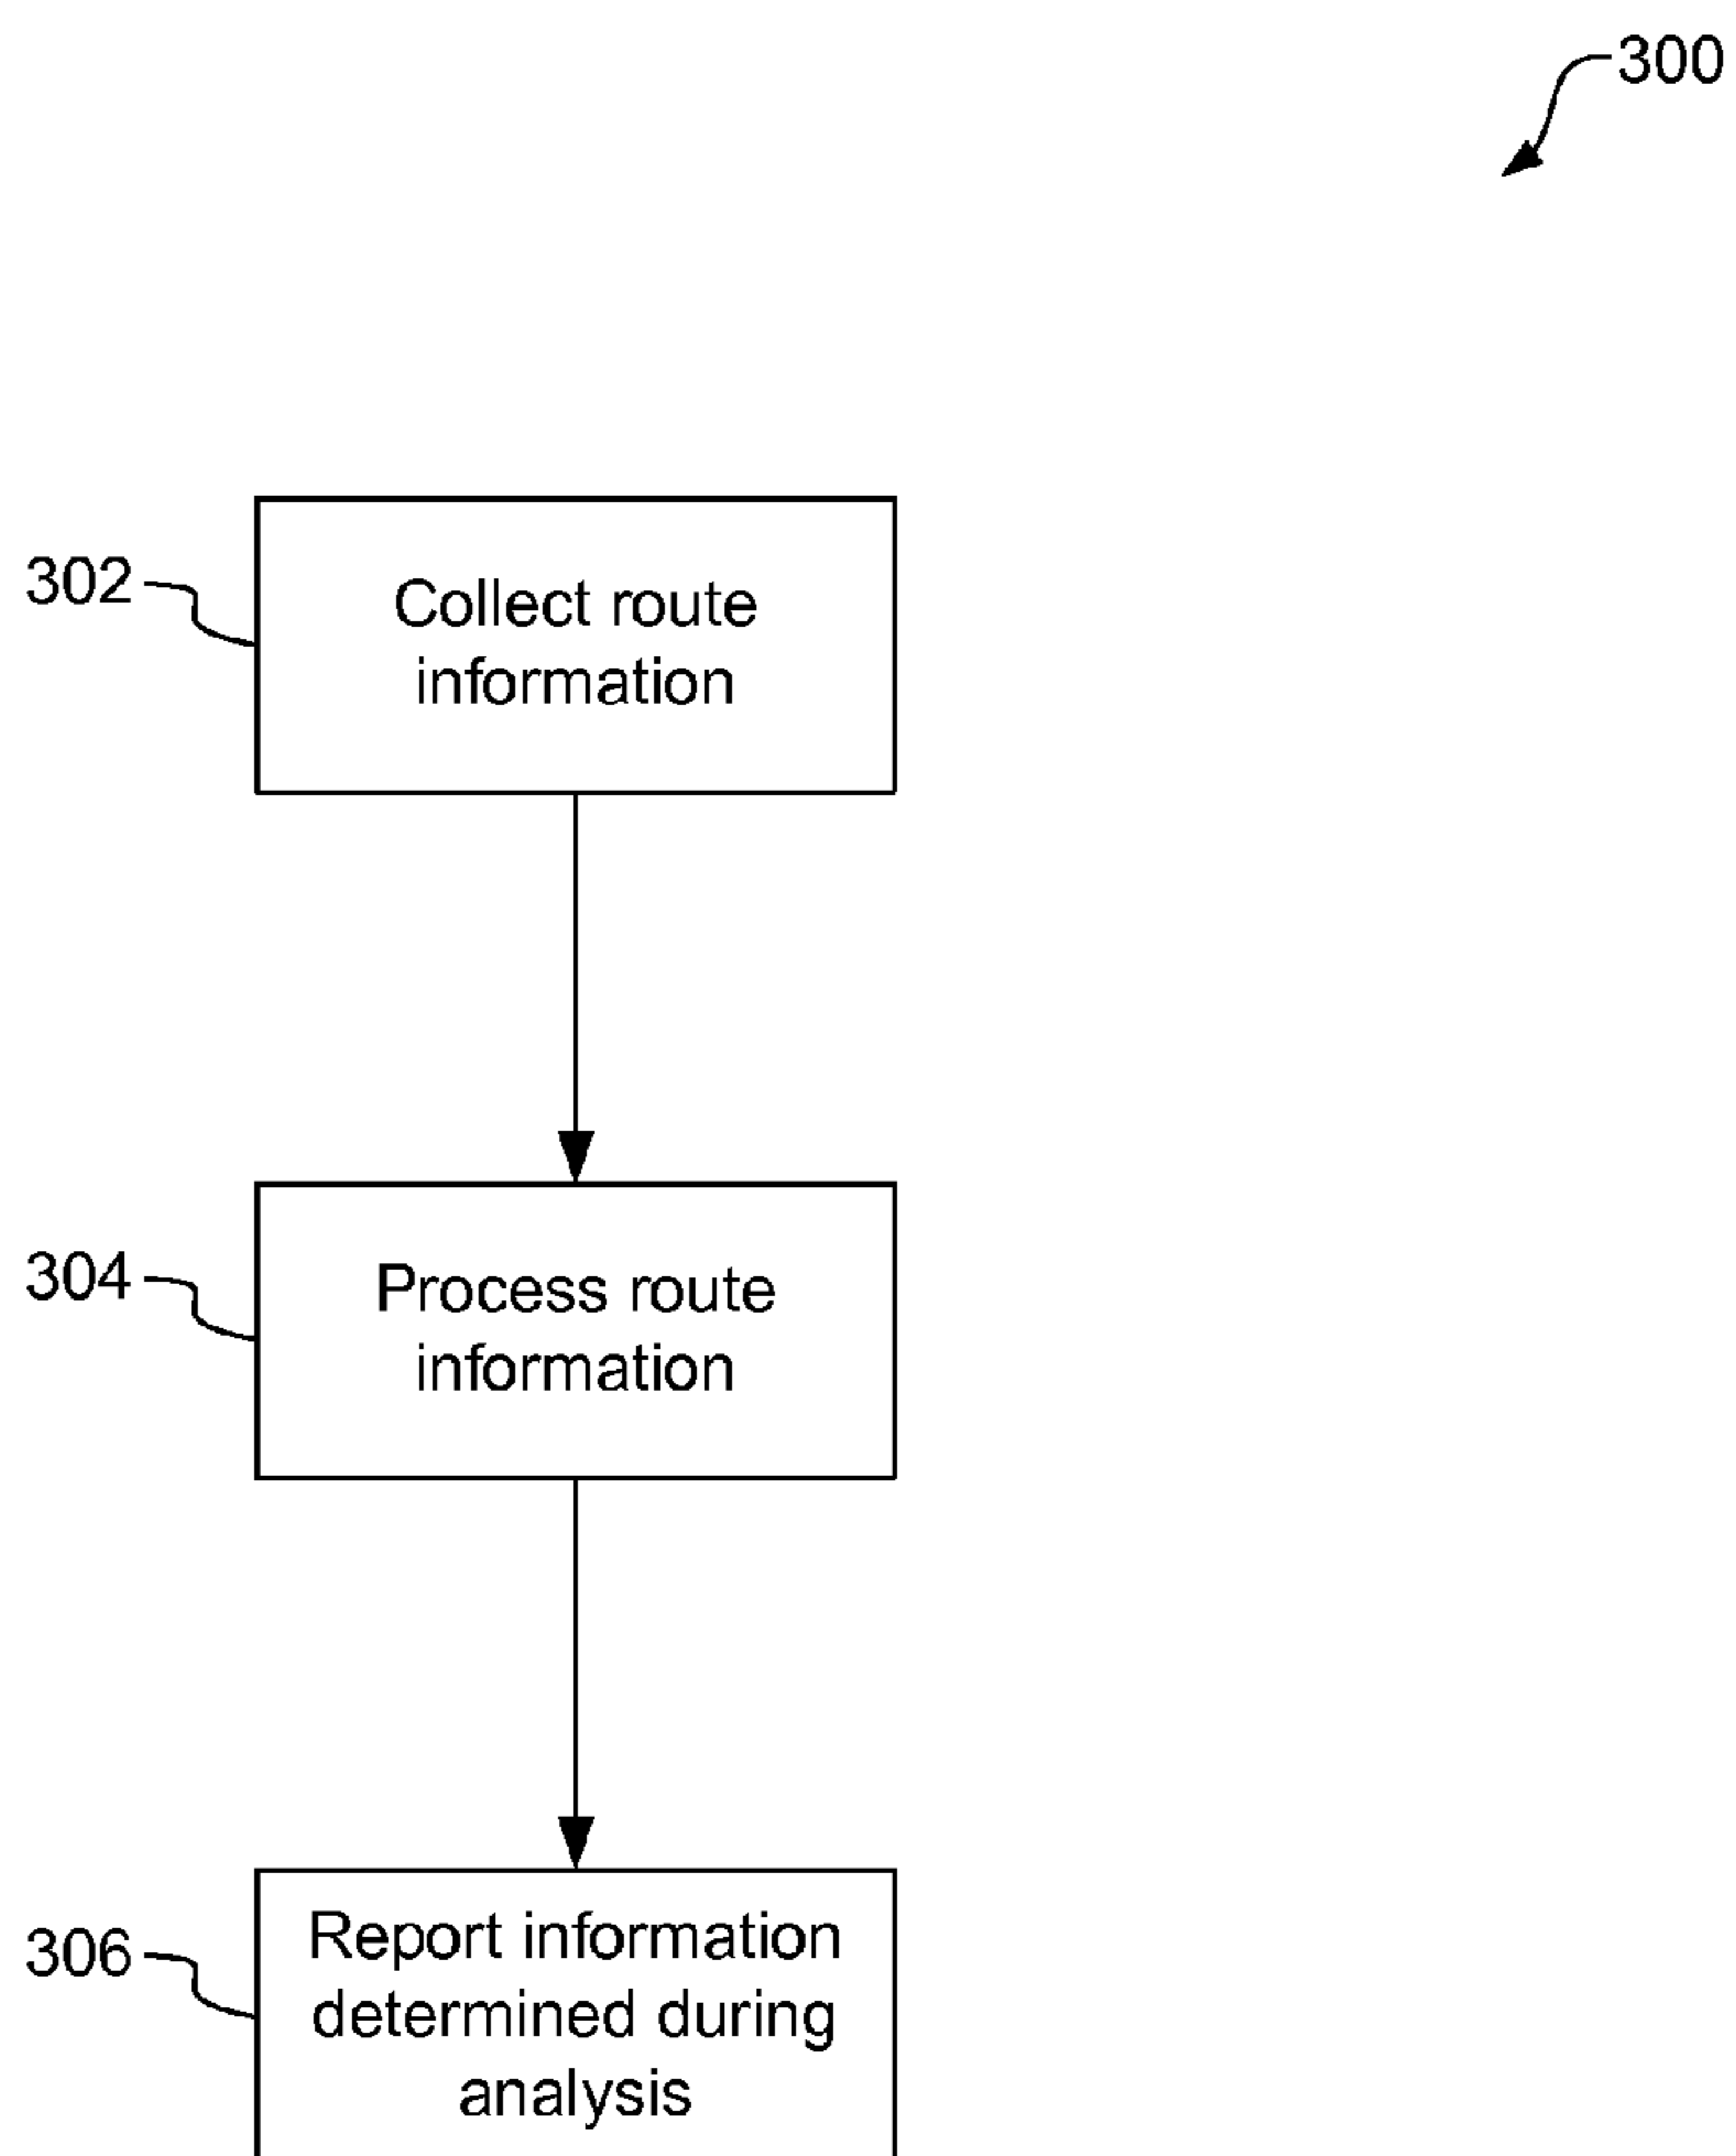 300
302
Collect route
information
304
Process route
information
306
Report information
determined during
analysis